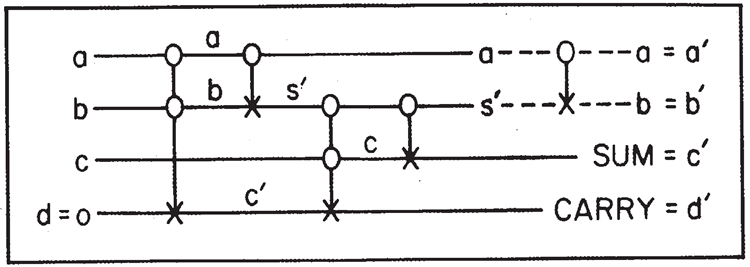 a a a a = a′
b b s′ s′ b = b′
c c SUM = c′
d = o c′ CARRY = d′